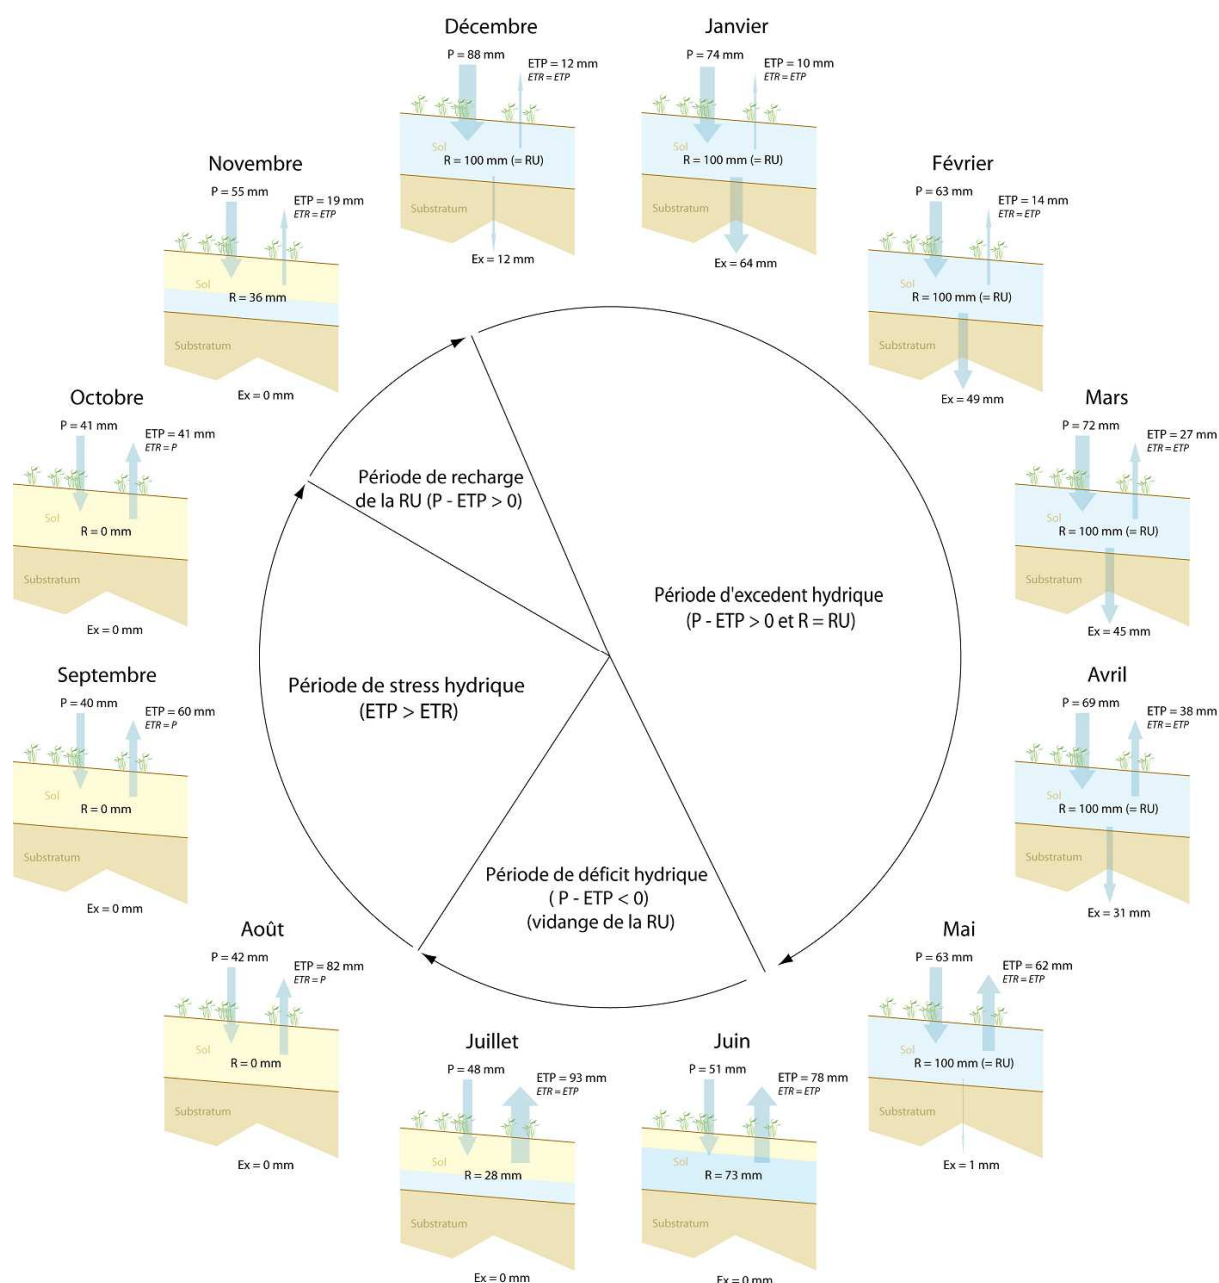 Décembre
P = 88 mm
ETP = 12 mm
ETR = ETP
Sol
R = 100 mm (= RU)
Substratum
Ex = 12 mm
Janvier
P = 74 mm
ETP = 10 mm
ETR = ETP
Sol
R = 100 mm (= RU)
Substratum
Ex = 64 mm
Novembre
P = 55 mm
ETP = 19 mm
ETR = ETP
Sol
R = 36 mm
Substratum
Ex = 0 mm
Février
P = 63 mm
ETP = 14 mm
ETR = ETP
Sol
R = 100 mm (= RU)
Substratum
Ex = 49 mm
Octobre
P = 41 mm
ETP = 41 mm
ETR = P
Sol
R = 0 mm
Substratum
Ex = 0 mm
Mars
P = 72 mm
ETP = 27 mm
ETR = ETP
Sol
R = 100 mm (= RU)
Substratum
Ex = 45 mm
Période de recharge
de la RU (P - ETP > 0)
Période d'excedent hydrique
(P - ETP > 0 et R = RU)
Période de stress hydrique
(ETP > ETR)
Période de déficit hydrique
( P - ETP < 0)
(vidange de la RU)
Septembre
P = 40 mm
ETP = 60 mm
ETR = P
Sol
R = 0 mm
Substratum
Ex = 0 mm
Avril
P = 69 mm
ETP = 38 mm
ETR = ETP
Sol
R = 100 mm (= RU)
Substratum
Ex = 31 mm
Août
P = 42 mm
ETP = 82 mm
ETR = P
Sol
R = 0 mm
Substratum
Ex = 0 mm
Mai
P = 63 mm
ETP = 62 mm
ETR = ETP
Sol
R = 100 mm (= RU)
Substratum
Ex = 1 mm
Juillet
P = 48 mm
ETP = 93 mm
ETR = ETP
Sol
R = 28 mm
Substratum
Ex = 0 mm
Juin
P = 51 mm
ETP = 78 mm
ETR = ETP
Sol
R = 73 mm
Substratum
Ex = 0 mm